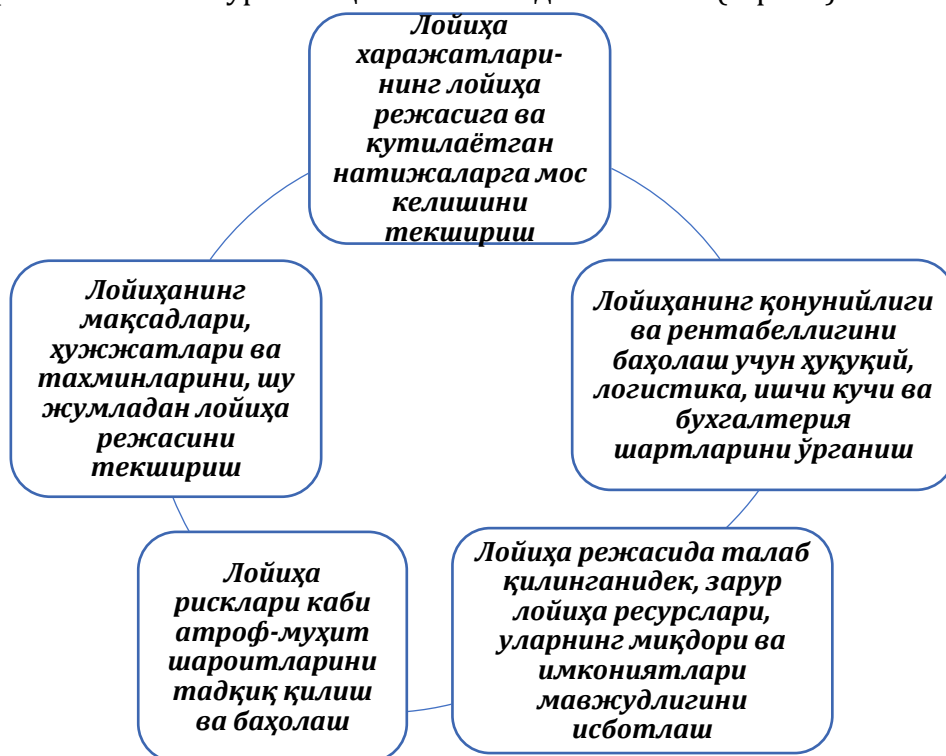 Лойиҳа
харажатлари-
нинг лойиҳа
режасига ва
кутилаётган
натижаларга мос
келишини
текшириш
Лойиҳанинг қонунийлиги
ва рентабеллигини
баҳолаш учун ҳуқуқий,
логистика, ишчи кучи ва
бухгалтерия
шартларини ўрганиш
Лойиҳа режасида талаб
қилинганидек, зарур
лойиҳа ресурслари,
уларнинг миқдори ва
имкониятлари
мавжудлигини
исботлаш
Лойиҳа
рисклари каби
атроф-муҳит
шароитларини
тадқиқ қилиш
ва баҳолаш
Лойиҳанинг
мақсадлари,
ҳужжатлари ва
тахминларини, шу
жумладан лойиҳа
режасини
текшириш